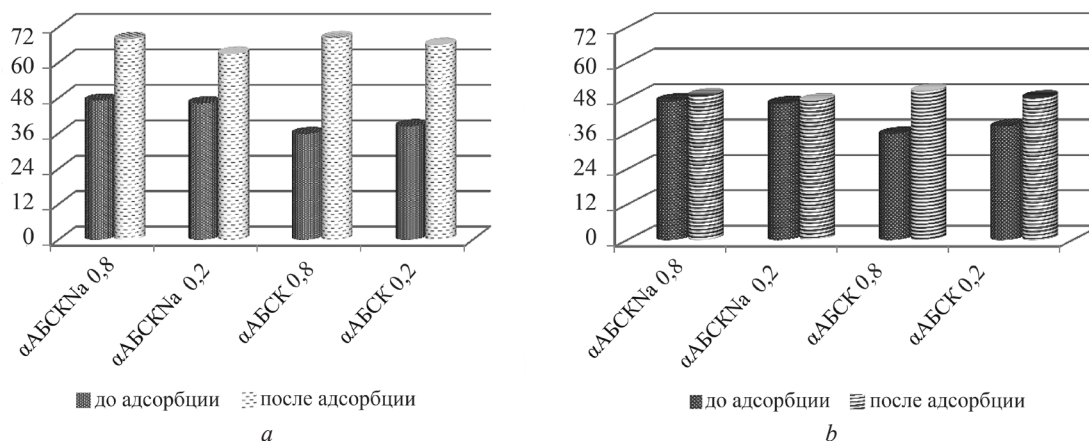 72
60
48
36
24
12
0
αАБСКNa 0,8
αАБСКNa 0,2
αАБСК 0,8
αАБСК 0,2
до адсорбции после адсорбции
a
72
60
48
36
24
12
0
αАБСКNa 0,8
αАБСКNa 0,2
αАБСК 0,8
αАБСК 0,2
до адсорбции после адсорбции
b